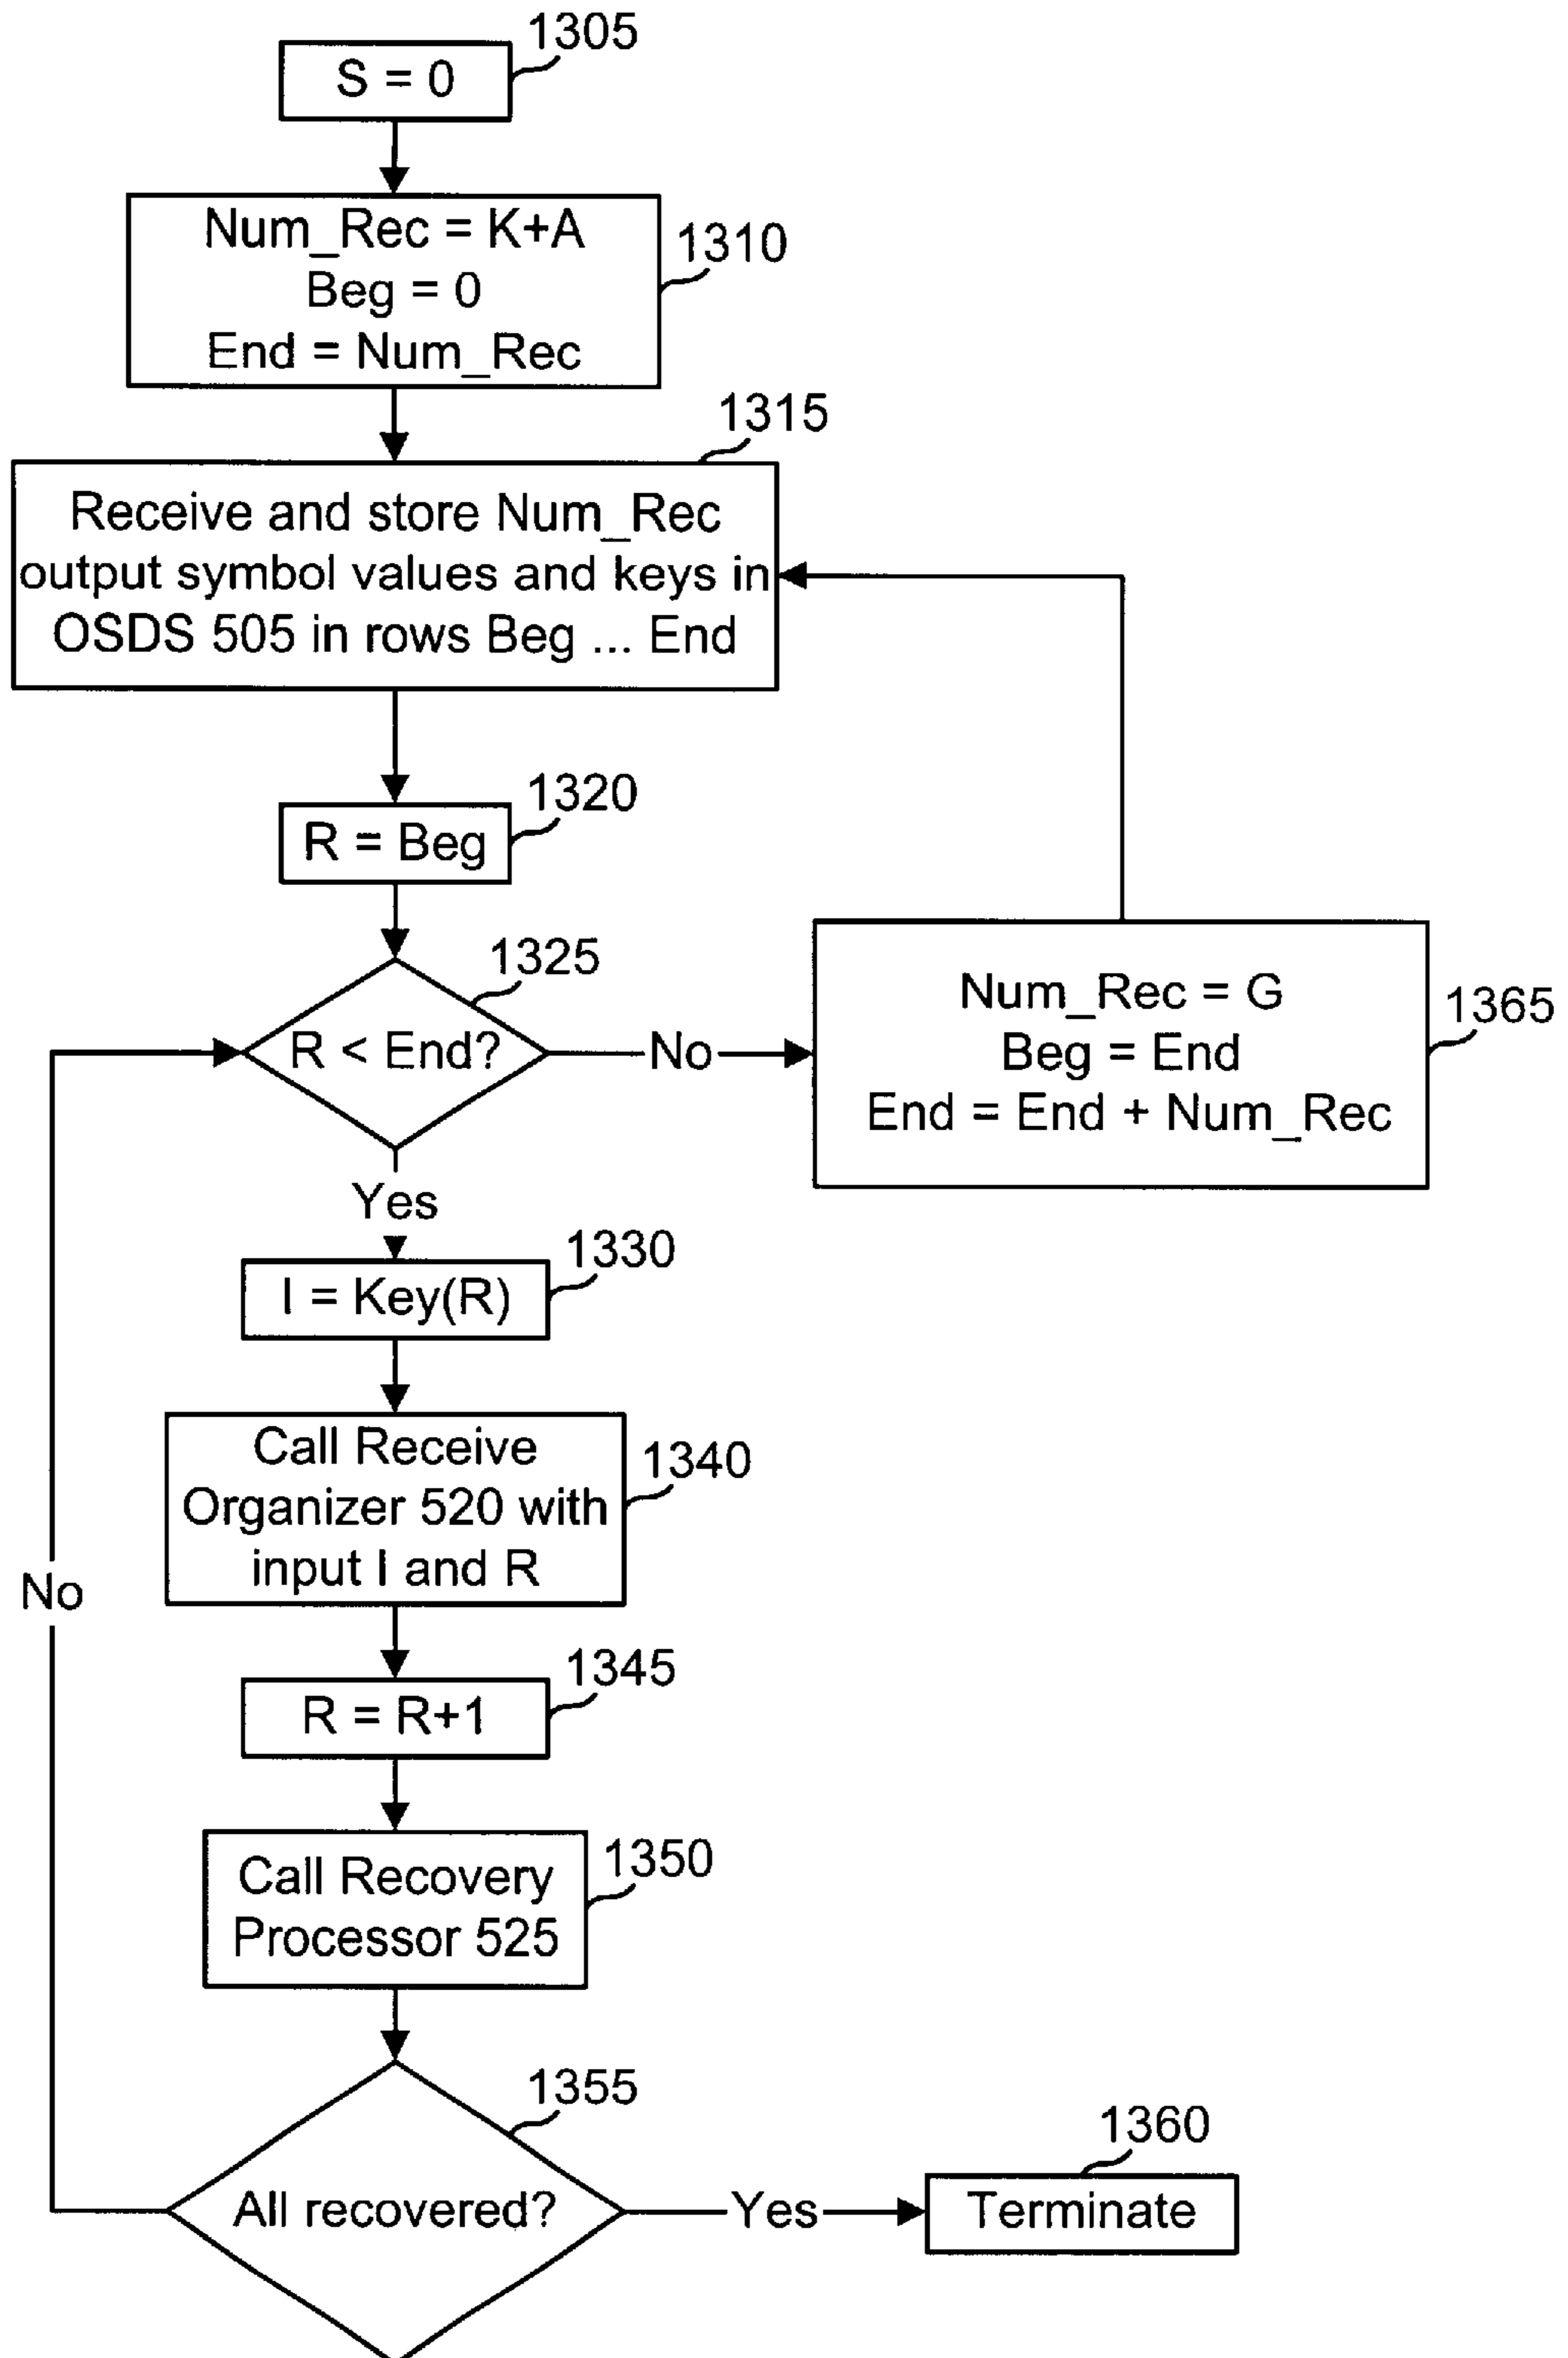 1305
S = 0
Num_Rec = K+A
Beg = 0
End = Num_Rec
1310
1315
Receive and store Num_Rec
output symbol values and keys in
OSDS 505 in rows Beg ... End
1320
R = Beg
1325
R < End?
No
Num_Rec = G
Beg = End
End = End + Num_Rec
1365
Yes
1330
I = Key(R)
Call Receive
Organizer 520 with
input I and R
1340
No
1345
R = R+1
Call Recovery
Processor 525
1350
1355
All recovered?
Yes
1360
Terminate